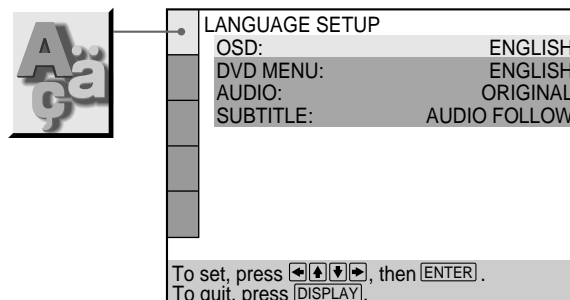 Aäç
LANGUAGE SETUP
OSD: ENGLISH
DVD MENU: ENGLISH
AUDIO: ORIGINAL
SUBTITLE: AUDIO FOLLOW
To set, press ←↑↓→, then ENTER.
To quit, press DISPLAY.